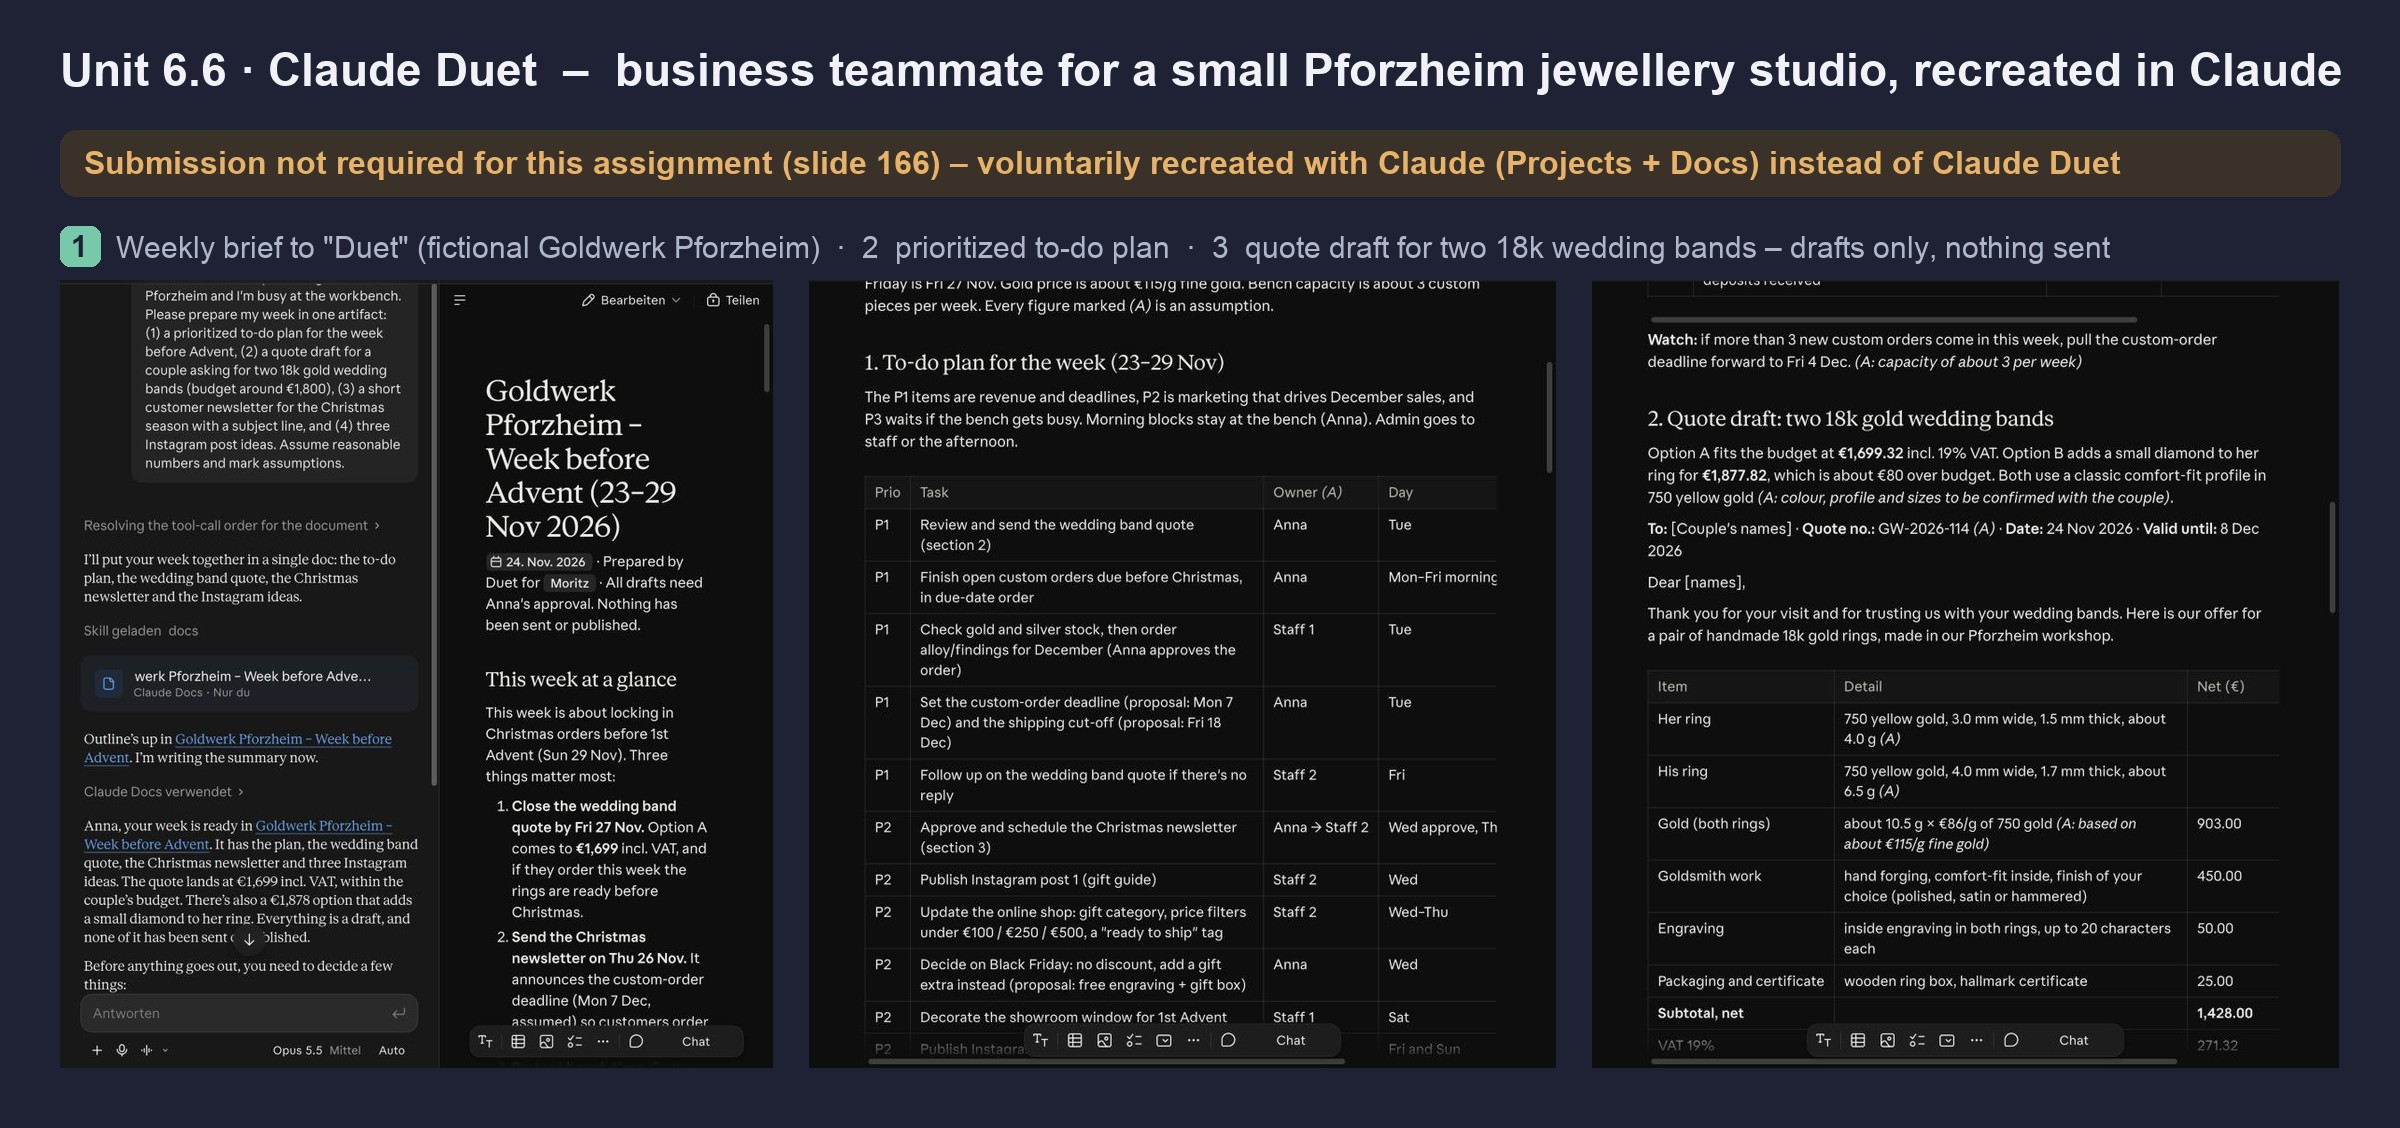 Unit 6.6 · Claude Duet – business teammate for a small Pforzheim jewellery studio, recreated in Claude
Submission not required for this assignment (slide 166) – voluntarily recreated with Claude (Projects + Docs) instead of Claude Duet
1 Weekly brief to "Duet" (fictional Goldwerk Pforzheim) · 2 prioritized to-do plan · 3 quote draft for two 18k wedding bands – drafts only, nothing sent
Pforzheim and I'm busy at the workbench.
Please prepare my week in one artifact:
(1) a prioritized to-do plan for the week
before Advent, (2) a quote draft for a
couple asking for two 18k gold wedding
bands (budget around €1,800), (3) a short
customer newsletter for the Christmas
season with a subject line, and (4) three
Instagram post ideas. Assume reasonable
numbers and mark assumptions.
Resolving the tool-call order for the document >
I'll put your week together in a single doc: the to-do
plan, the wedding band quote, the Christmas
newsletter and the Instagram ideas.
Skill geladen docs
werk Pforzheim – Week before Adve...
Claude Docs · Nur du
Outline's up in Goldwerk Pforzheim – Week before
Advent. I'm writing the summary now.
Claude Docs verwendet >
Anna, your week is ready in Goldwerk Pforzheim –
Week before Advent. It has the plan, the wedding band
quote, the Christmas newsletter and three Instagram
ideas. The quote lands at €1,699 incl. VAT, within the
couple's budget. There's also a €1,878 option that adds
a small diamond to her ring. Everything is a draft, and
none of it has been sent
Before anything goes out, you need to decide a few
things:
Antworten
Opus 5.5 Mittel Auto
Bearbeiten Teilen
Goldwerk
Pforzheim –
Week before
Advent (23–29
Nov 2026)
24. Nov. 2026 · Prepared by
Duet for Moritz · All drafts need
Anna's approval. Nothing has
been sent or published.
This week at a glance
This week is about locking in
Christmas orders before 1st
Advent (Sun 29 Nov). Three
things matter most:
1. Close the wedding band
quote by Fri 27 Nov. Option A
comes to €1,699 incl. VAT, and
if they order this week the
rings are ready before
Christmas.
2. Send the Christmas
newsletter on Thu 26 Nov. It
announces the custom-order
deadline (Mon 7 Dec,
assumed) so customers order
Chat
Friday is Fri 27 Nov. Gold price is about €115/g fine gold. Bench capacity is about 3 custom
pieces per week. Every figure marked (A) is an assumption.
1. To-do plan for the week (23–29 Nov)
The P1 items are revenue and deadlines, P2 is marketing that drives December sales, and
P3 waits if the bench gets busy. Morning blocks stay at the bench (Anna). Admin goes to
staff or the afternoon.
Prio Task Owner (A) Day
P1 Review and send the wedding band quote Anna Tue
(section 2)
P1 Finish open custom orders due before Christmas, Anna Mon–Fri morning
in due-date order
P1 Check gold and silver stock, then order Staff 1 Tue
alloy/findings for December (Anna approves the
order)
P1 Set the custom-order deadline (proposal: Mon 7 Anna Tue
Dec) and the shipping cut-off (proposal: Fri 18
Dec)
P1 Follow up on the wedding band quote if there's no Staff 2 Fri
reply
P2 Approve and schedule the Christmas newsletter Anna → Staff 2 Wed approve, Th
(section 3)
P2 Publish Instagram post 1 (gift guide) Staff 2 Wed
P2 Update the online shop: gift category, price filters Staff 2 Wed–Thu
under €100 / €250 / €500, a "ready to ship" tag
P2 Decide on Black Friday: no discount, add a gift Anna Wed
extra instead (proposal: free engraving + gift box)
P2 Decorate the showroom window for 1st Advent Staff 1 Sat
P2 Publish Instagra Fri and Sun
Chat
deposits received
Watch: if more than 3 new custom orders come in this week, pull the custom-order
deadline forward to Fri 4 Dec. (A: capacity of about 3 per week)
2. Quote draft: two 18k gold wedding bands
Option A fits the budget at €1,699.32 incl. 19% VAT. Option B adds a small diamond to her
ring for €1,877.82, which is about €80 over budget. Both use a classic comfort-fit profile in
750 yellow gold (A: colour, profile and sizes to be confirmed with the couple).
To: [Couple's names] · Quote no.: GW-2026-114 (A) · Date: 24 Nov 2026 · Valid until: 8 Dec
2026
Dear [names],
Thank you for your visit and for trusting us with your wedding bands. Here is our offer for
a pair of handmade 18k gold rings, made in our Pforzheim workshop.
Item Detail Net (€)
Her ring 750 yellow gold, 3.0 mm wide, 1.5 mm thick, about
4.0 g (A)
His ring 750 yellow gold, 4.0 mm wide, 1.7 mm thick, about
6.5 g (A)
Gold (both rings) about 10.5 g × €86/g of 750 gold (A: based on 903.00
about €115/g fine gold)
Goldsmith work hand forging, comfort-fit inside, finish of your 450.00
choice (polished, satin or hammered)
Engraving inside engraving in both rings, up to 20 characters 50.00
each
Packaging and certificate wooden ring box, hallmark certificate 25.00
Subtotal, net 1,428.00
VAT 19% 271.32
Chat